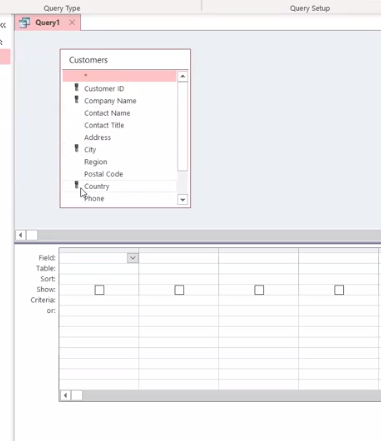 Query Type
Query Setup
Query1
Customers
*
Customer ID
Company Name
Contact Name
Contact Title
Address
City
Region
Postal Code
Country
Phone
Field:
Table:
Sort:
Show:
Criteria:
or: